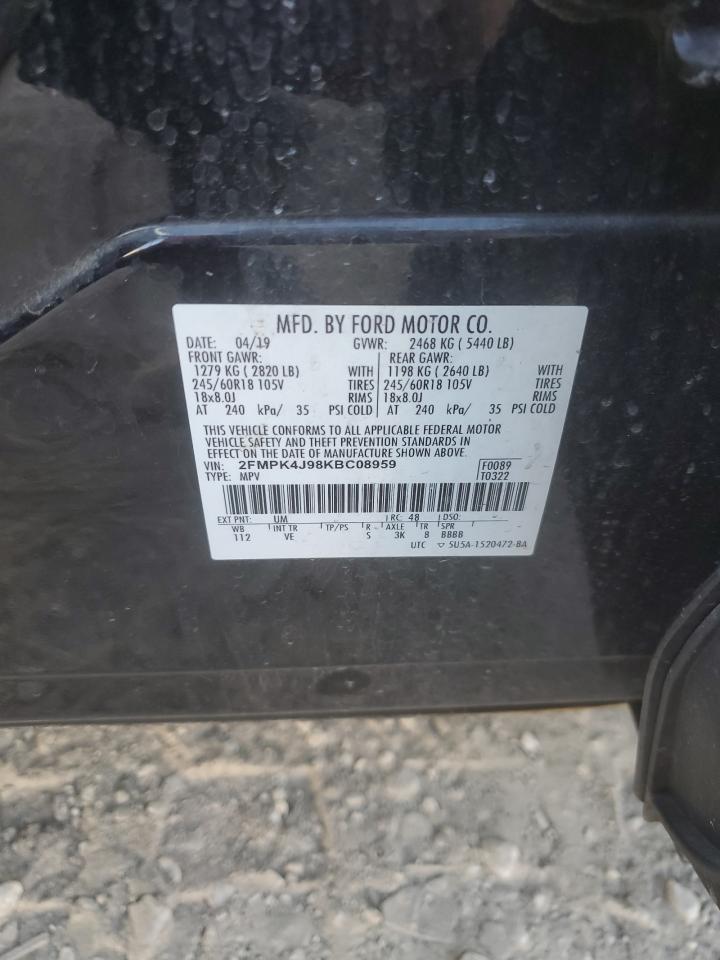 MFD. BY FORD MOTOR CO.
DATE: 04/19 GVWR: 2468 KG ( 5440 LB)
FRONT GAWR: REAR GAWR:
1279 KG ( 2820 LB) WITH 1198 KG ( 2640 LB) WITH
245/60R18 105V TIRES 245/60R18 105V TIRES
18x8.0J RIMS 18x8.0J RIMS
AT 240 kPa/ 35 PSI COLD AT 240 kPa/ 35 PSI COLD
THIS VEHICLE CONFORMS TO ALL APPLICABLE FEDERAL MOTOR
VEHICLE SAFETY AND THEFT PREVENTION STANDARDS IN
EFFECT ON THE DATE OF MANUFACTURE SHOWN ABOVE.
VIN: 2FMPK4J98KBC08959 F0089
TYPE: MPV T0322
EXT PNT: UM RC: 48 DSO:
WB INT TR TP/PS R AXLE TR SPR
112 VE S 3K 8 BBBB
UTC ▽ 5U5A-1520472-BA